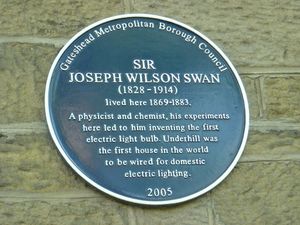 Gateshead Metropolitan Borough Council
SIR
JOSEPH WILSON SWAN
(1828-1914)
lived here 1869-1883.
A physicist and chemist, his experiments
here led to him inventing the first
electric light bulb. Underhill was
the first house in the world
to be wired for domestic
electric lighting.
2005